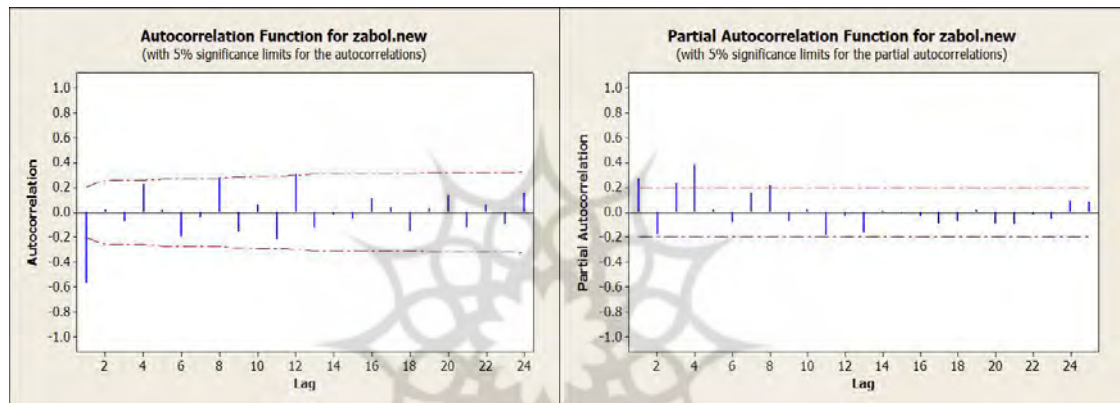 Autocorrelation Function for zabol.new
(with 5% significance limits for the autocorrelations)
Autocorrelation
1.0
0.8
0.6
0.4
0.2
0.0
-0.2
-0.4
-0.6
-0.8
-1.0
2 4 6 8 10 12 14 16 18 20 22 24
Lag
Partial Autocorrelation Function for zabol.new
(with 5% significance limits for the partial autocorrelations)
Partial Autocorrelation
1.0
0.8
0.6
0.4
0.2
0.0
-0.2
-0.4
-0.6
-0.8
-1.0
2 4 6 8 10 12 14 16 18 20 22 24
Lag